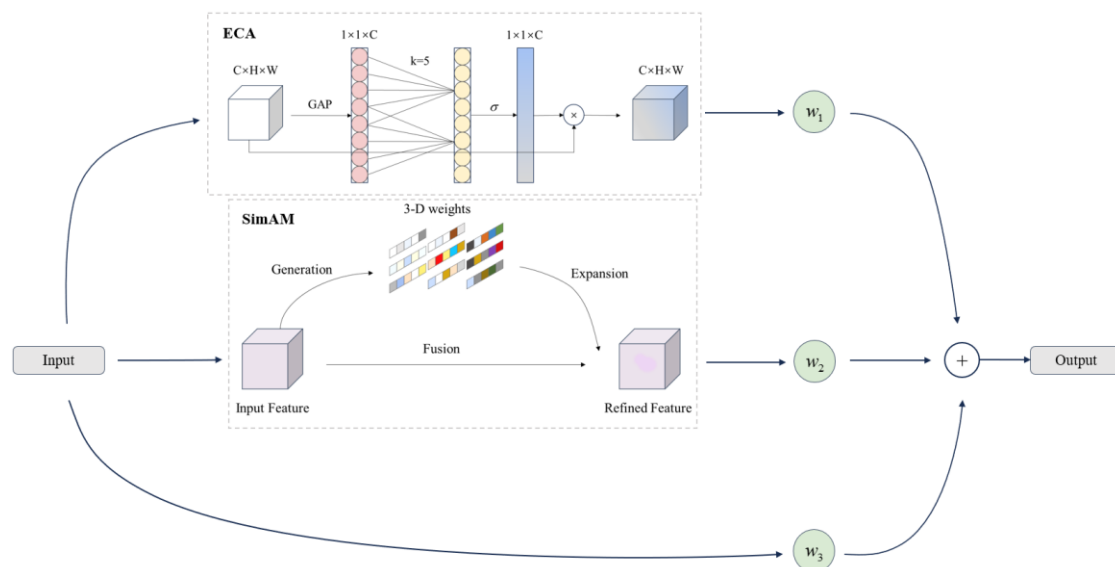 ECA
1×1×C
1×1×C
k=5
C×H×W
C×H×W
GAP
σ
×
w₁
SimAM
3-D weights
Generation
Expansion
Input
Fusion
w₂
+
Output
Input Feature
Refined Feature
w₃